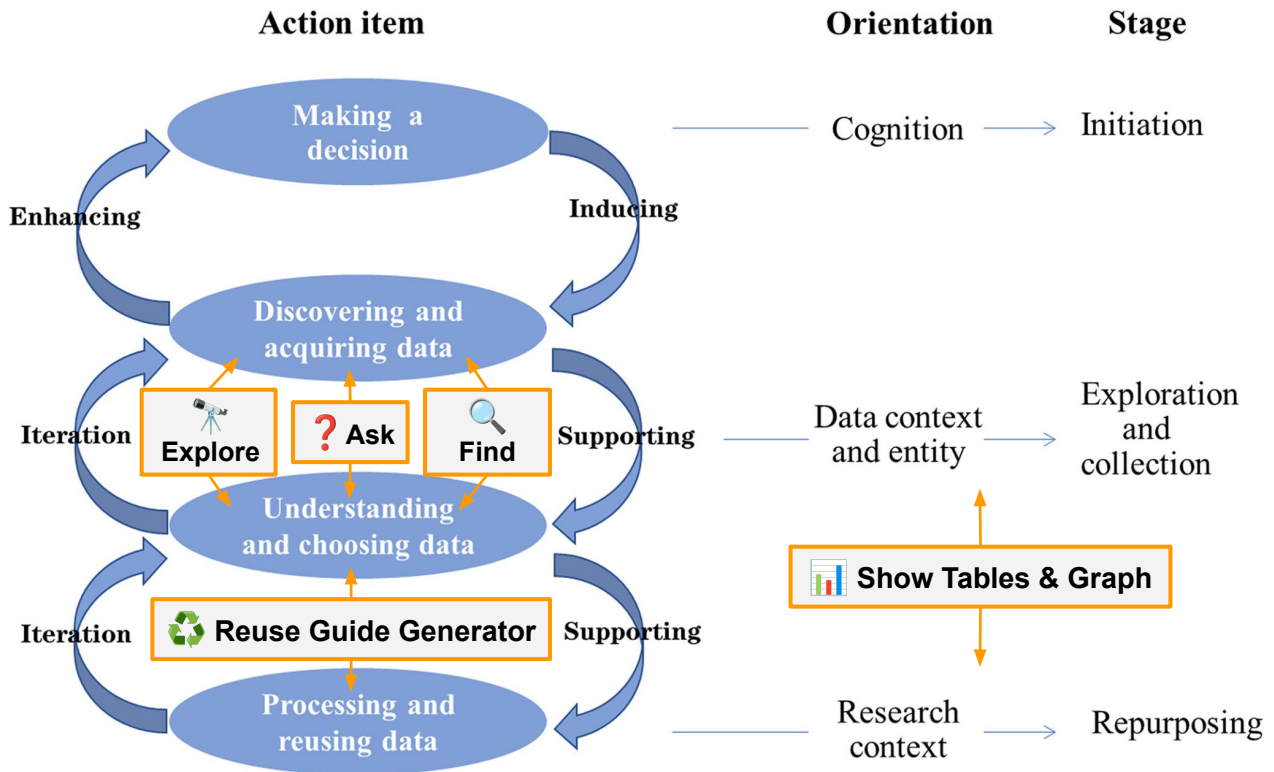 Action item
Orientation
Stage
Making a
decision
Cognition
Initiation
Enhancing
Inducing
Discovering and
acquiring data
Explore
❓Ask
Find
Iteration
Supporting
Data context
and entity
Exploration
and
collection
Understanding
and choosing data
Show Tables & Graph
Reuse Guide Generator
Iteration
Supporting
Processing and
reusing data
Research
context
Repurposing